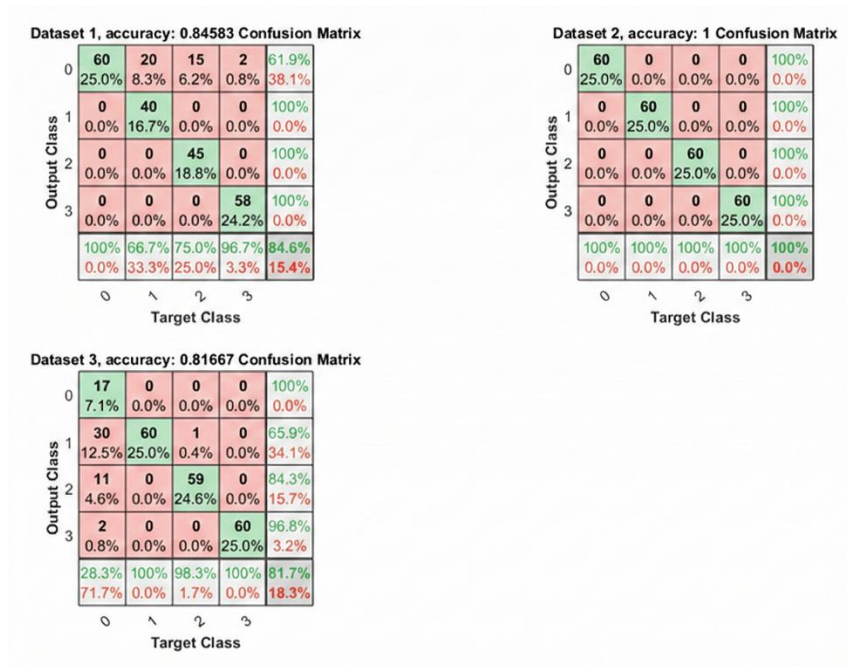 Dataset 1, accuracy: 0.84583 Confusion Matrix
60 20 15 2 61.9%
0
25.0% 8.3% 6.2% 0.8% 38.1%
0 40 0 0 100%
1
0.0% 16.7% 0.0% 0.0% 0.0%
0 0 45 0 100%
2
0.0% 0.0% 18.8% 0.0% 0.0%
0 0 0 58 100%
3
0.0% 0.0% 0.0% 24.2% 0.0%
100% 66.7% 75.0% 96.7% 84.6%
0.0% 33.3% 25.0% 3.3% 15.4%
0 1 2 3
Target Class
Output Class
Dataset 2, accuracy: 1 Confusion Matrix
60 0 0 0 100%
0
25.0% 0.0% 0.0% 0.0% 0.0%
0 60 0 0 100%
1
0.0% 25.0% 0.0% 0.0% 0.0%
0 0 60 0 100%
2
0.0% 0.0% 25.0% 0.0% 0.0%
0 0 0 60 100%
3
0.0% 0.0% 0.0% 25.0% 0.0%
100% 100% 100% 100% 100%
0.0% 0.0% 0.0% 0.0% 0.0%
0 1 2 3
Target Class
Output Class
Dataset 3, accuracy: 0.81667 Confusion Matrix
17 0 0 0 100%
0
7.1% 0.0% 0.0% 0.0% 0.0%
30 60 1 0 65.9%
1
12.5% 25.0% 0.4% 0.0% 34.1%
11 0 59 0 84.3%
2
4.6% 0.0% 24.6% 0.0% 15.7%
2 0 0 60 96.8%
3
0.8% 0.0% 0.0% 25.0% 3.2%
28.3% 100% 98.3% 100% 81.7%
71.7% 0.0% 1.7% 0.0% 18.3%
0 1 2 3
Target Class
Output Class